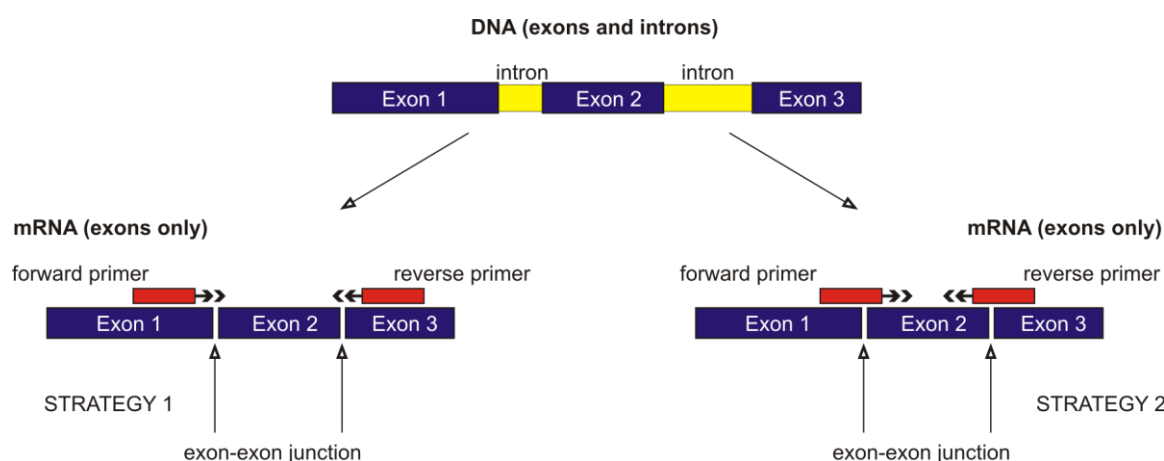 DNA (exons and introns)
intron intron
Exon 1 Exon 2 Exon 3
mRNA (exons only)
forward primer reverse primer
Exon 1 Exon 2 Exon 3
STRATEGY 1
exon-exon junction
mRNA (exons only)
forward primer reverse primer
Exon 1 Exon 2 Exon 3
STRATEGY 2
exon-exon junction